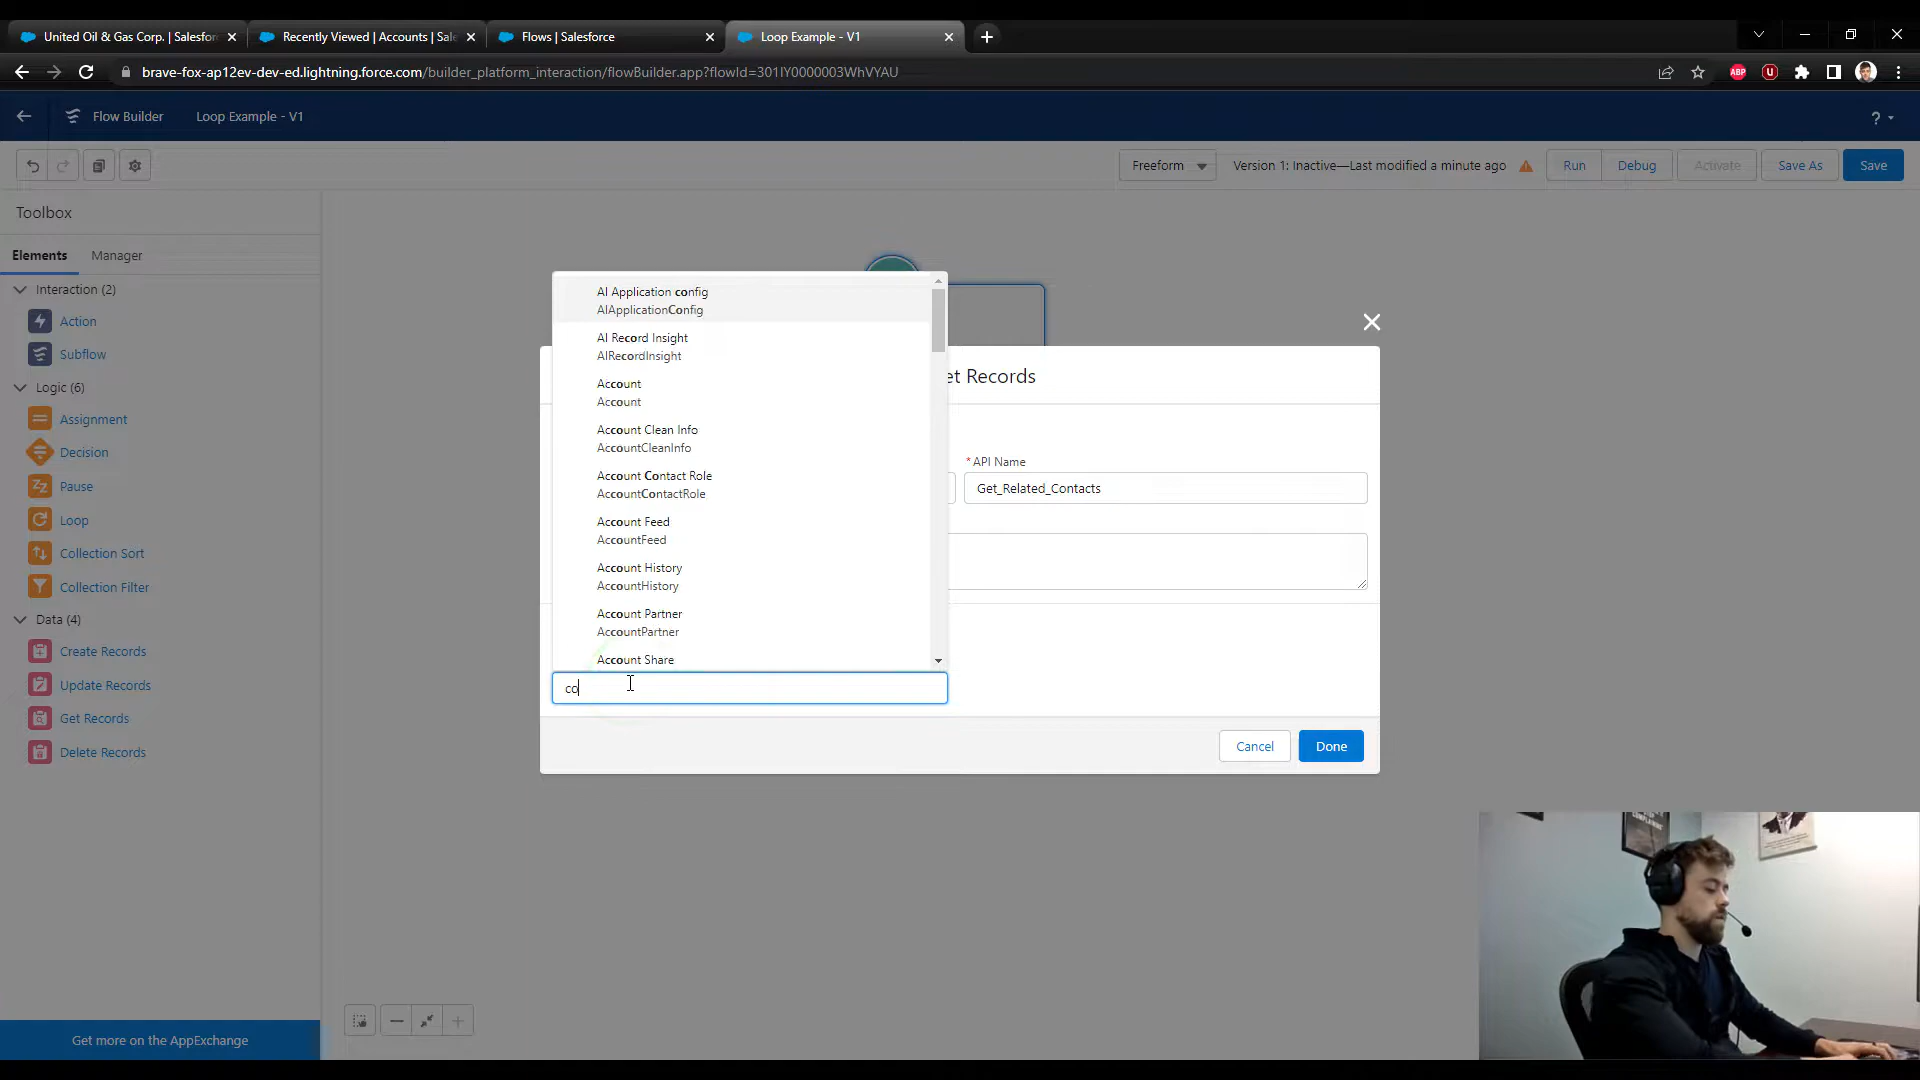 United Oil & Gas Corp. | Salesfor
Recently Viewed | Accounts | Sale
Flows | Salesforce
Loop Example - V1
brave-fox-ap12ev-dev-ed.lightning.force.com/builder_platform_interaction/flowBuilder.app?flowId=301IY0000003WhVYAU
ABP
U
Flow Builder
Loop Example - V1
?
Freeform
Version 1: Inactive—Last modified a minute ago
Run
Debug
Activate
Save As
Save
Toolbox
Elements
Manager
Interaction (2)
Action
Subflow
Logic (6)
Assignment
Decision
Pause
Loop
Collection Sort
Collection Filter
Data (4)
Create Records
Update Records
Get Records
Delete Records
Get more on the AppExchange
et Records
*API Name
Get_Related_Contacts
AI Application config
AIApplicationConfig
AI Record Insight
AIRecordInsight
Account
Account
Account Clean Info
AccountCleanInfo
Account Contact Role
AccountContactRole
Account Feed
AccountFeed
Account History
AccountHistory
Account Partner
AccountPartner
Account Share
co
Cancel
Done